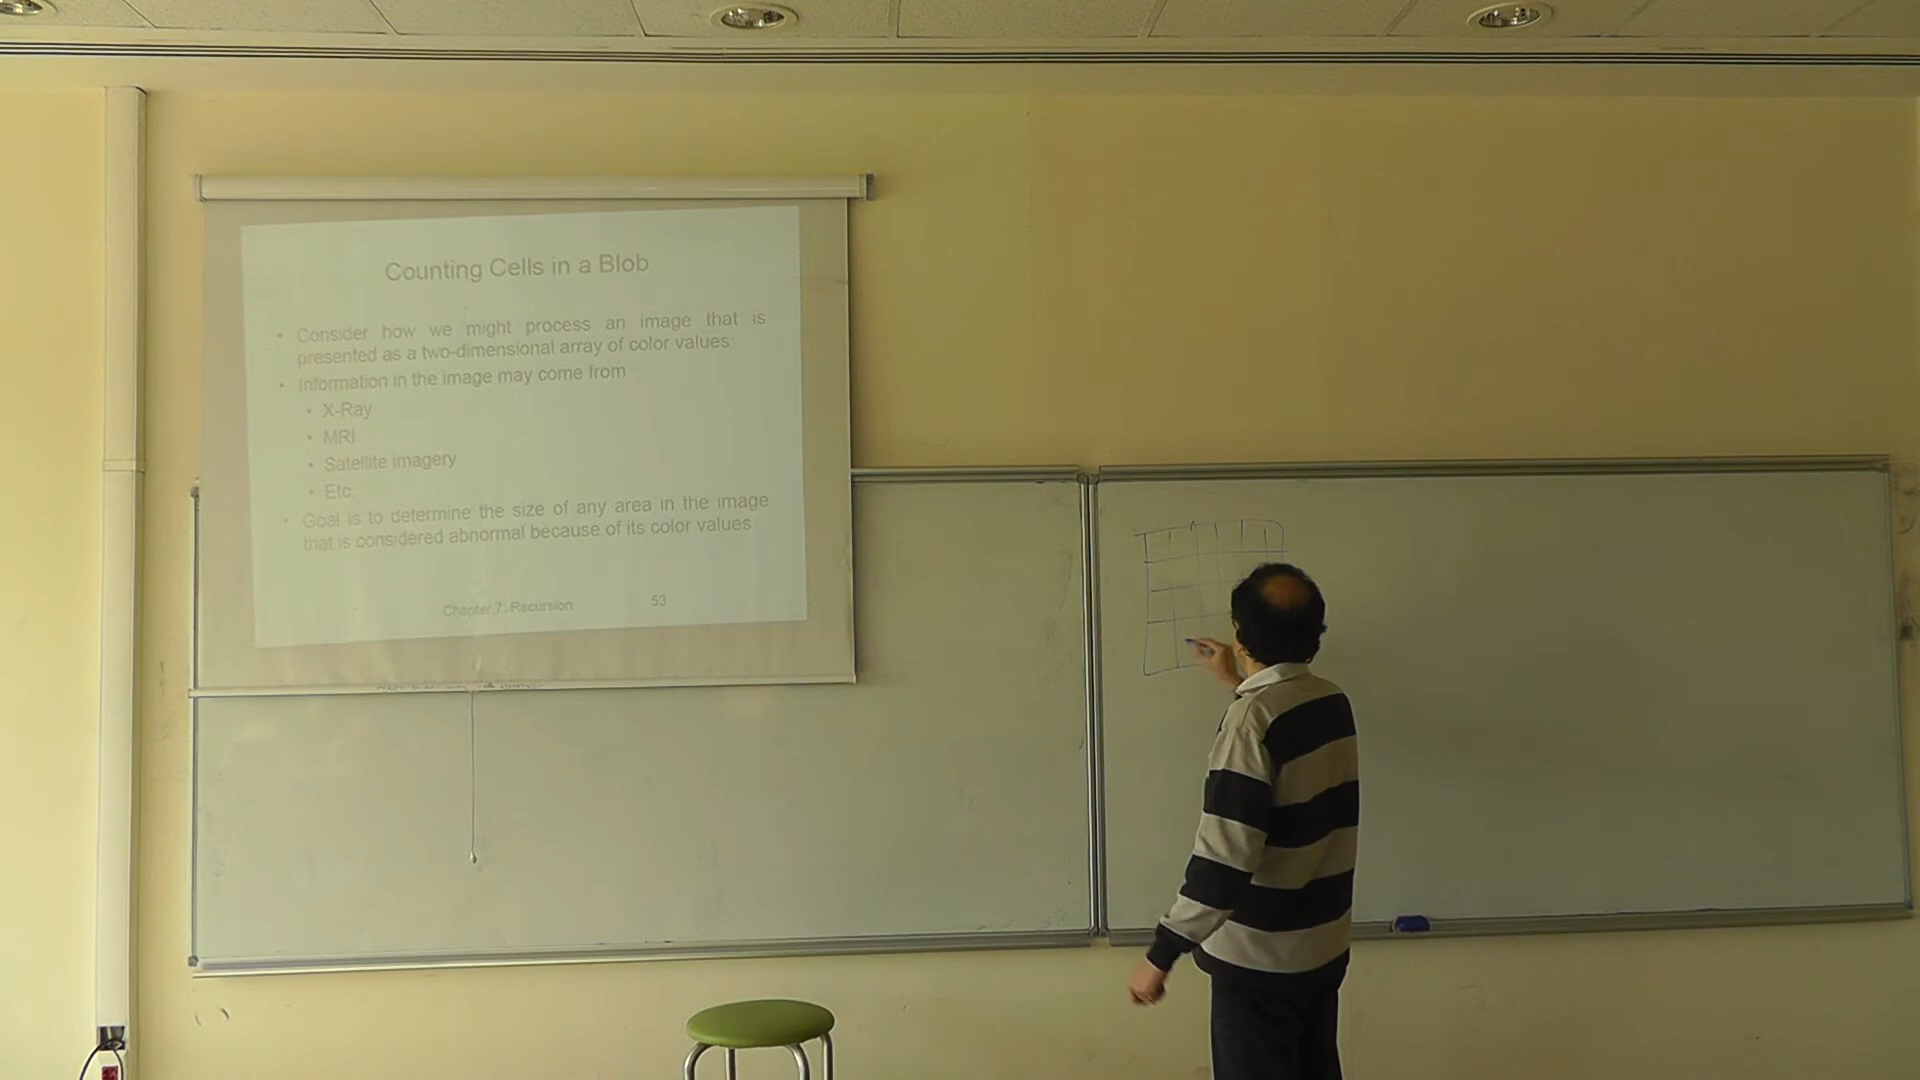 Counting Cells in a Blob
• Consider how we might process an image that is
presented as a two-dimensional array of color values
• Information in the image may come from
• X-Ray
• MRI
• Satellite imagery
• Etc.
• Goal is to determine the size of any area in the image
that is considered abnormal because of its color values
Chapter 7: Recursion 53